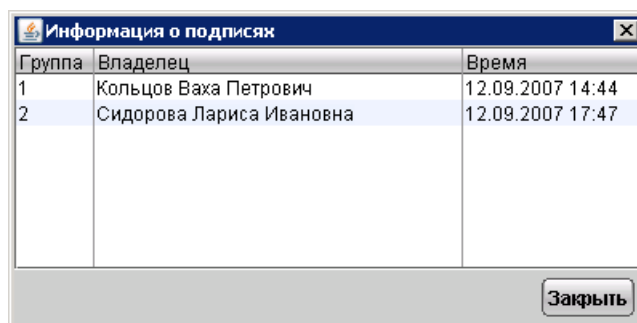 Информация о подписях
Группа Владелец Время
1 Кольцов Ваха Петрович 12.09.2007 14:44
2 Сидорова Лариса Ивановна 12.09.2007 17:47
Закрыть